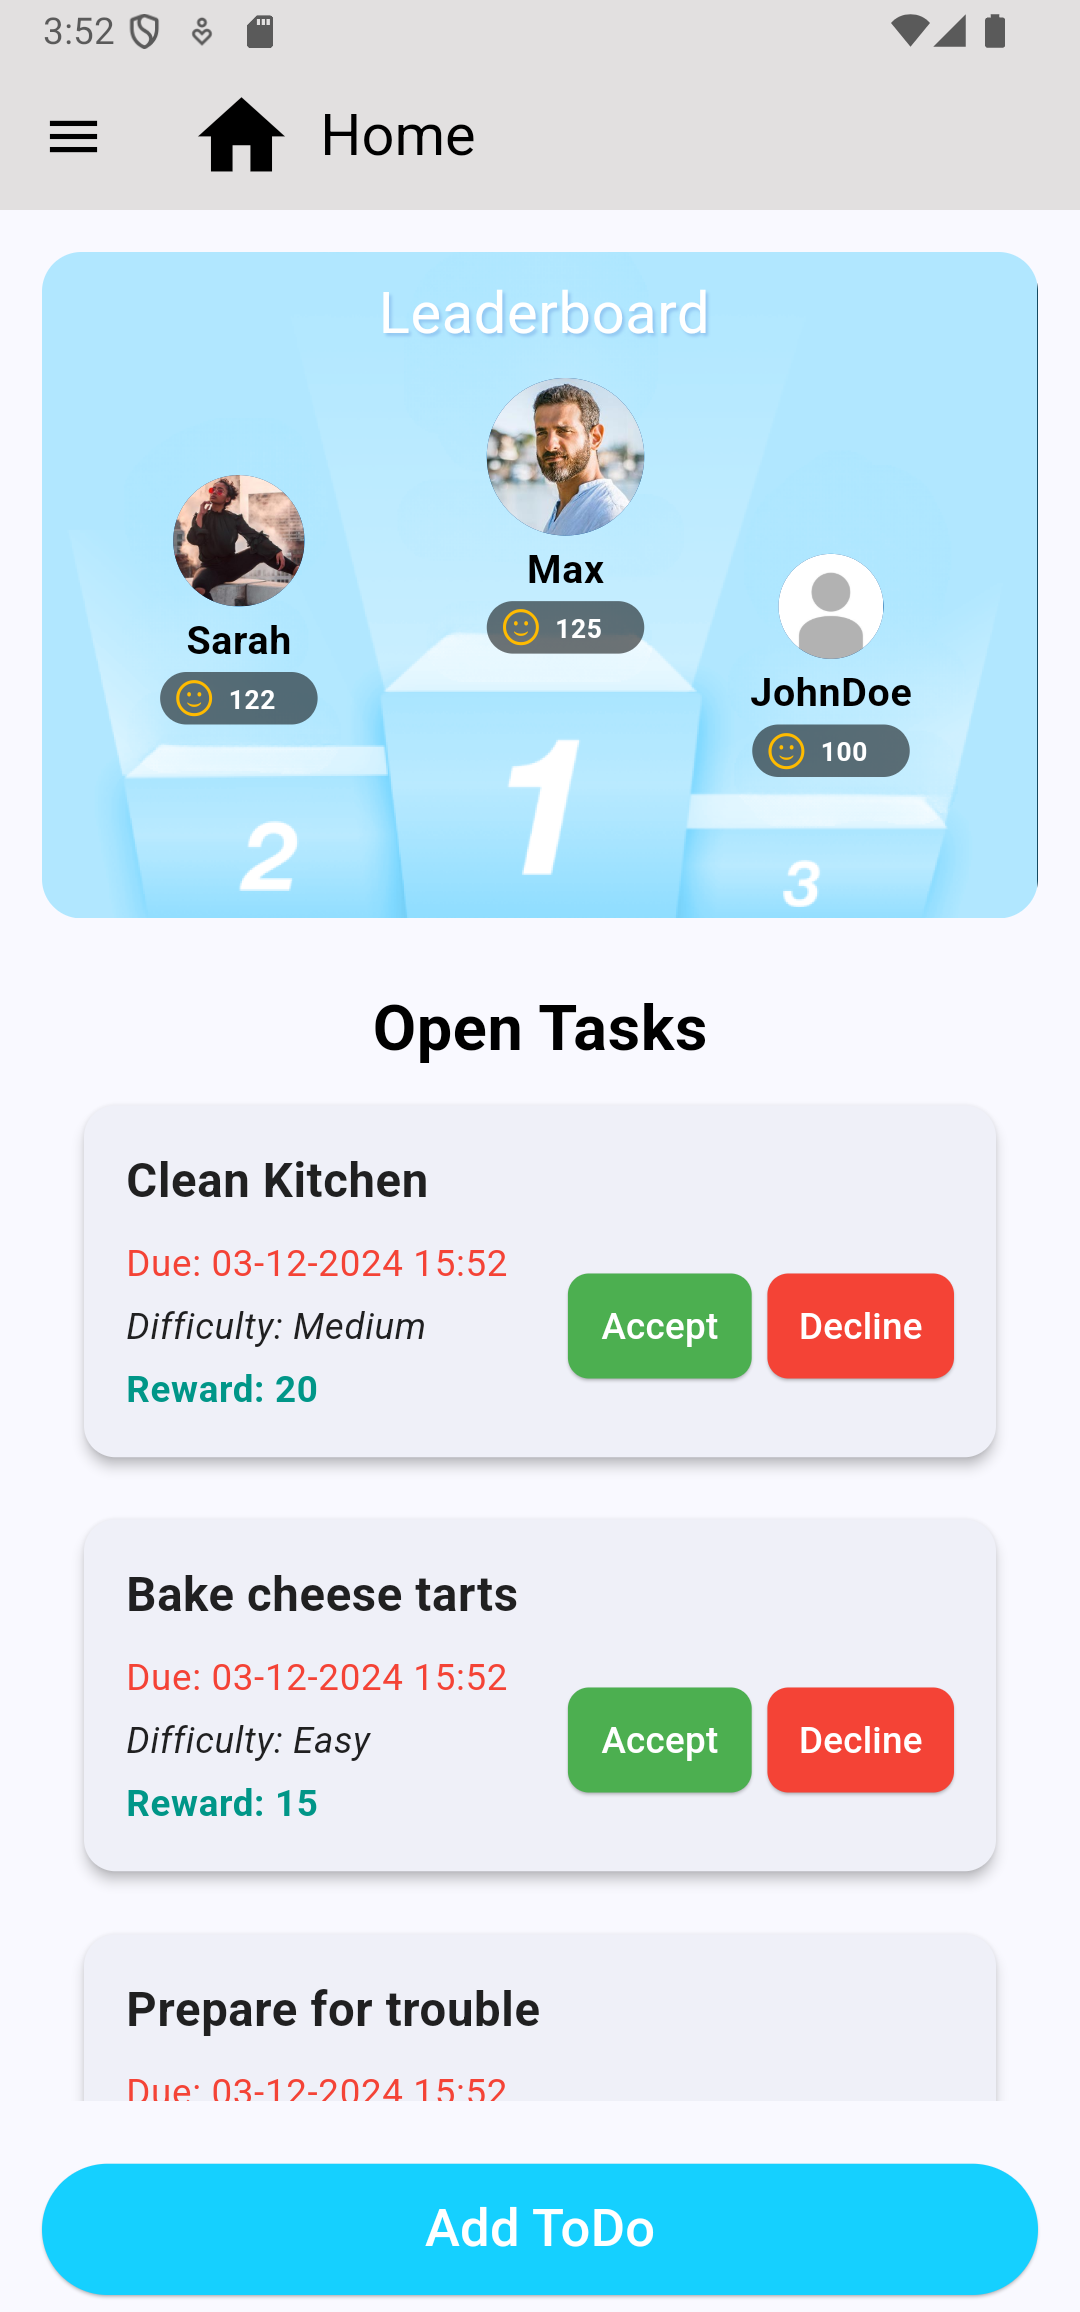 3:52
Home
Leaderboard
Max
125
Sarah
122
JohnDoe
100
1
2
3
Open Tasks
Clean Kitchen
Due: 03-12-2024 15:52
Difficulty: Medium
Reward: 20
Accept
Decline
Bake cheese tarts
Due: 03-12-2024 15:52
Difficulty: Easy
Reward: 15
Accept
Decline
Prepare for trouble
Due: 03-12-2024 15:52
Add ToDo